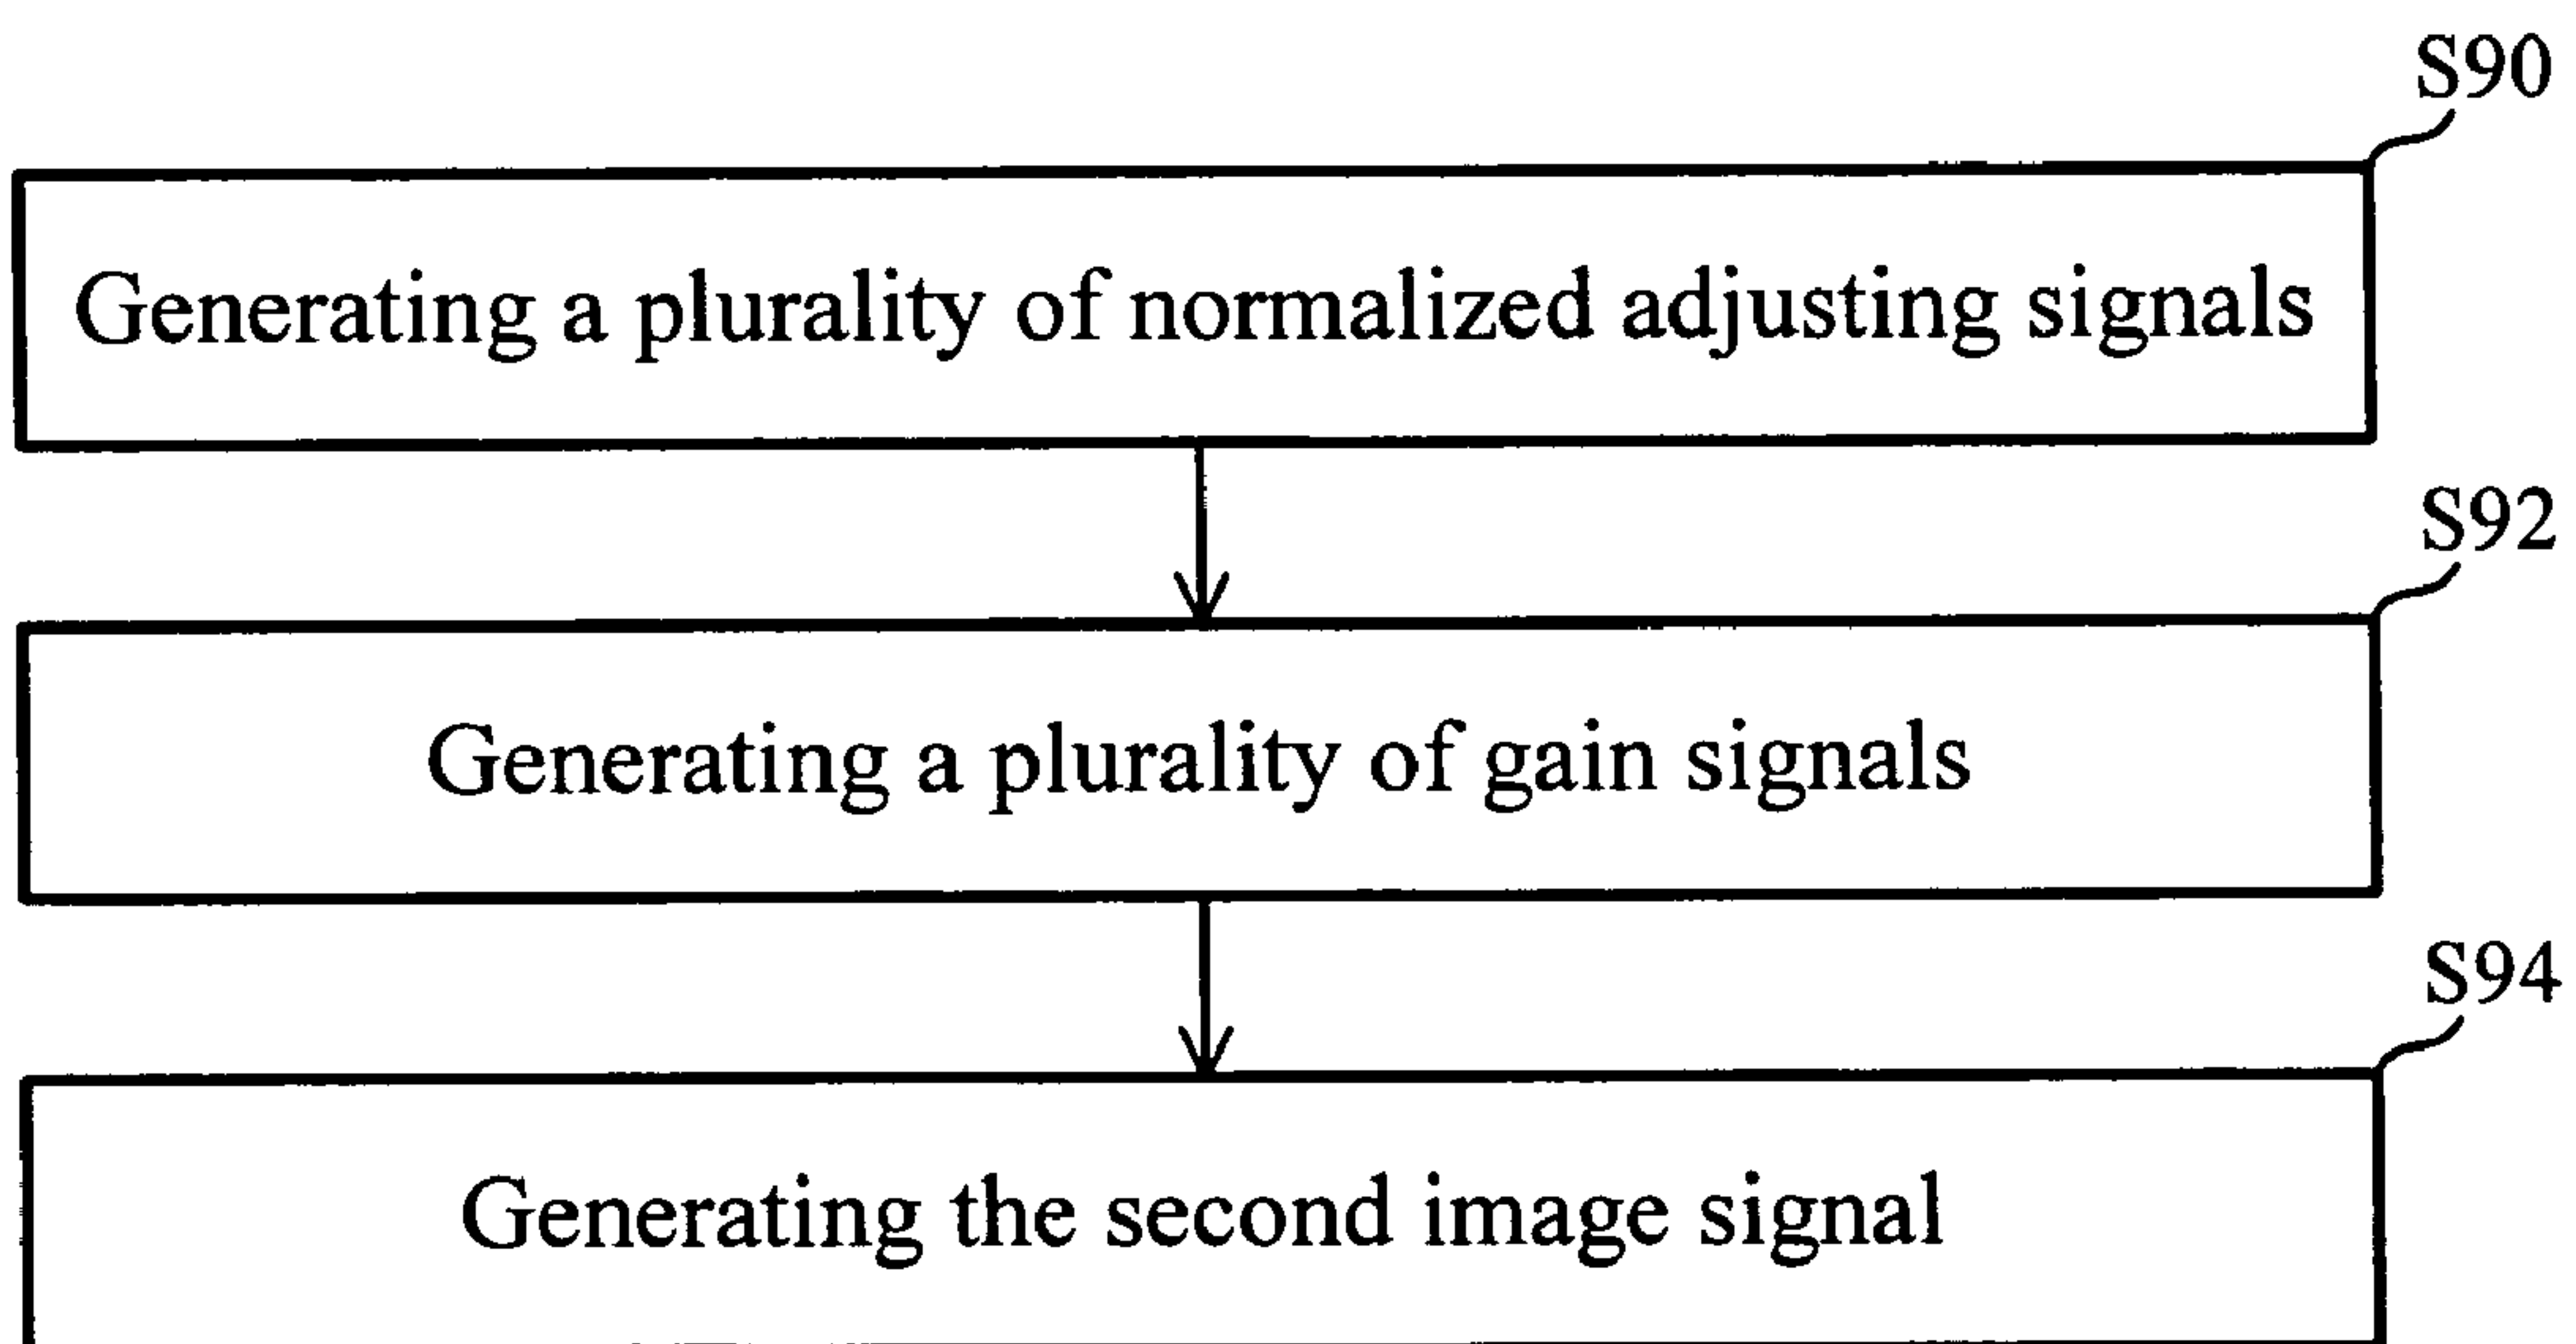 S90
Generating a plurality of normalized adjusting signals
S92
Generating a plurality of gain signals
S94
Generating the second image signal